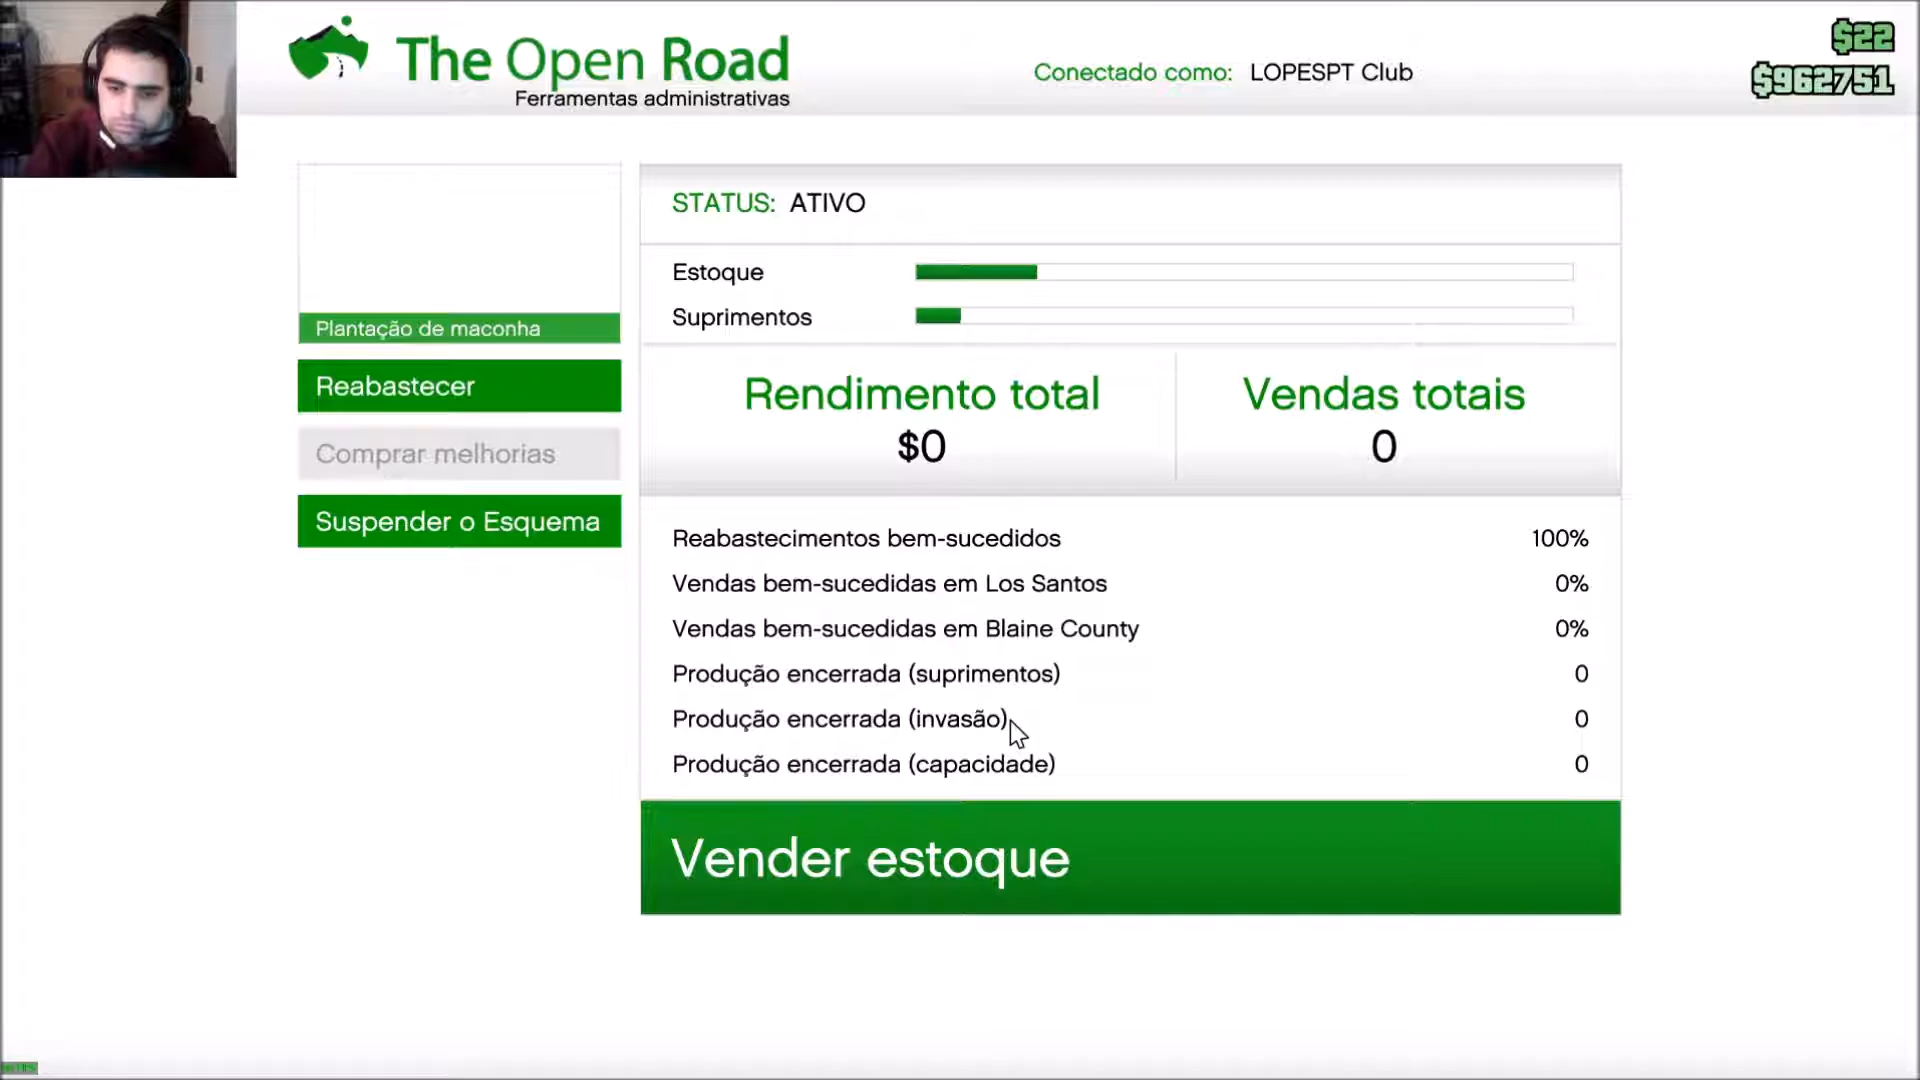 The Open Road
Ferramentas administrativas
Conectado como: LOPESPT Club
$22
$962751
Plantação de maconha
Reabastecer
Comprar melhorias
Suspender o Esquema
STATUS: ATIVO
Estoque
Suprimentos
Rendimento total
$0
Vendas totais
0
Reabastecimentos bem-sucedidos 100%
Vendas bem-sucedidas em Los Santos 0%
Vendas bem-sucedidas em Blaine County 0%
Produção encerrada (suprimentos) 0
Produção encerrada (invasão) 0
Produção encerrada (capacidade) 0
Vender estoque